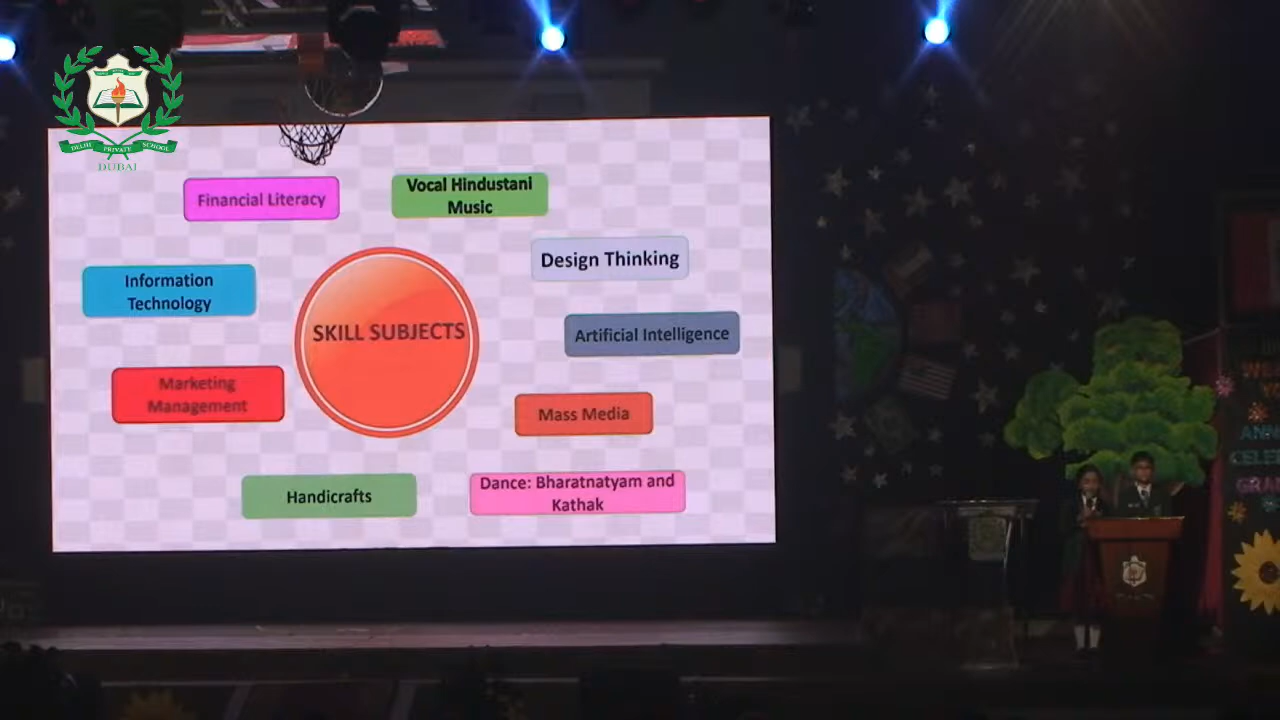 DELHI PRIVATE SCHOOL
DUBAI
Financial Literacy
Vocal Hindustani
Music
Design Thinking
Information
Technology
SKILL SUBJECTS
Artificial Intelligence
Marketing
Management
Mass Media
Handicrafts
Dance: Bharatnatyam and
Kathak